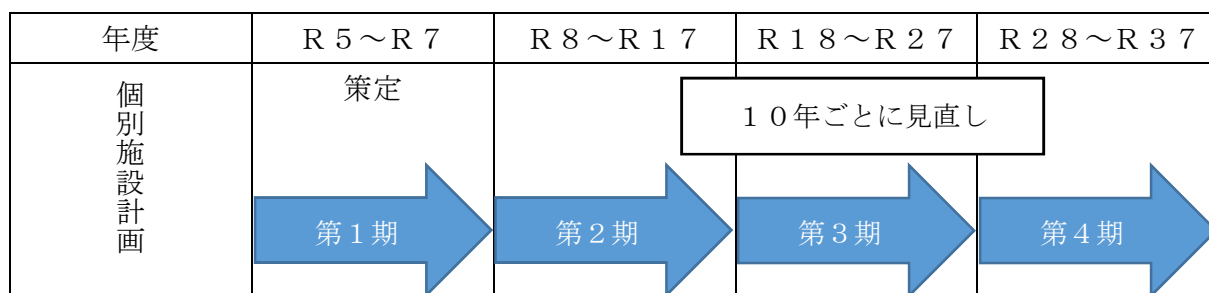 年度 R5~R7 R8~R17 R18~R27 R28~R37
個別施設計画
策定
10年ごとに見直し
第1期 第2期 第3期 第4期